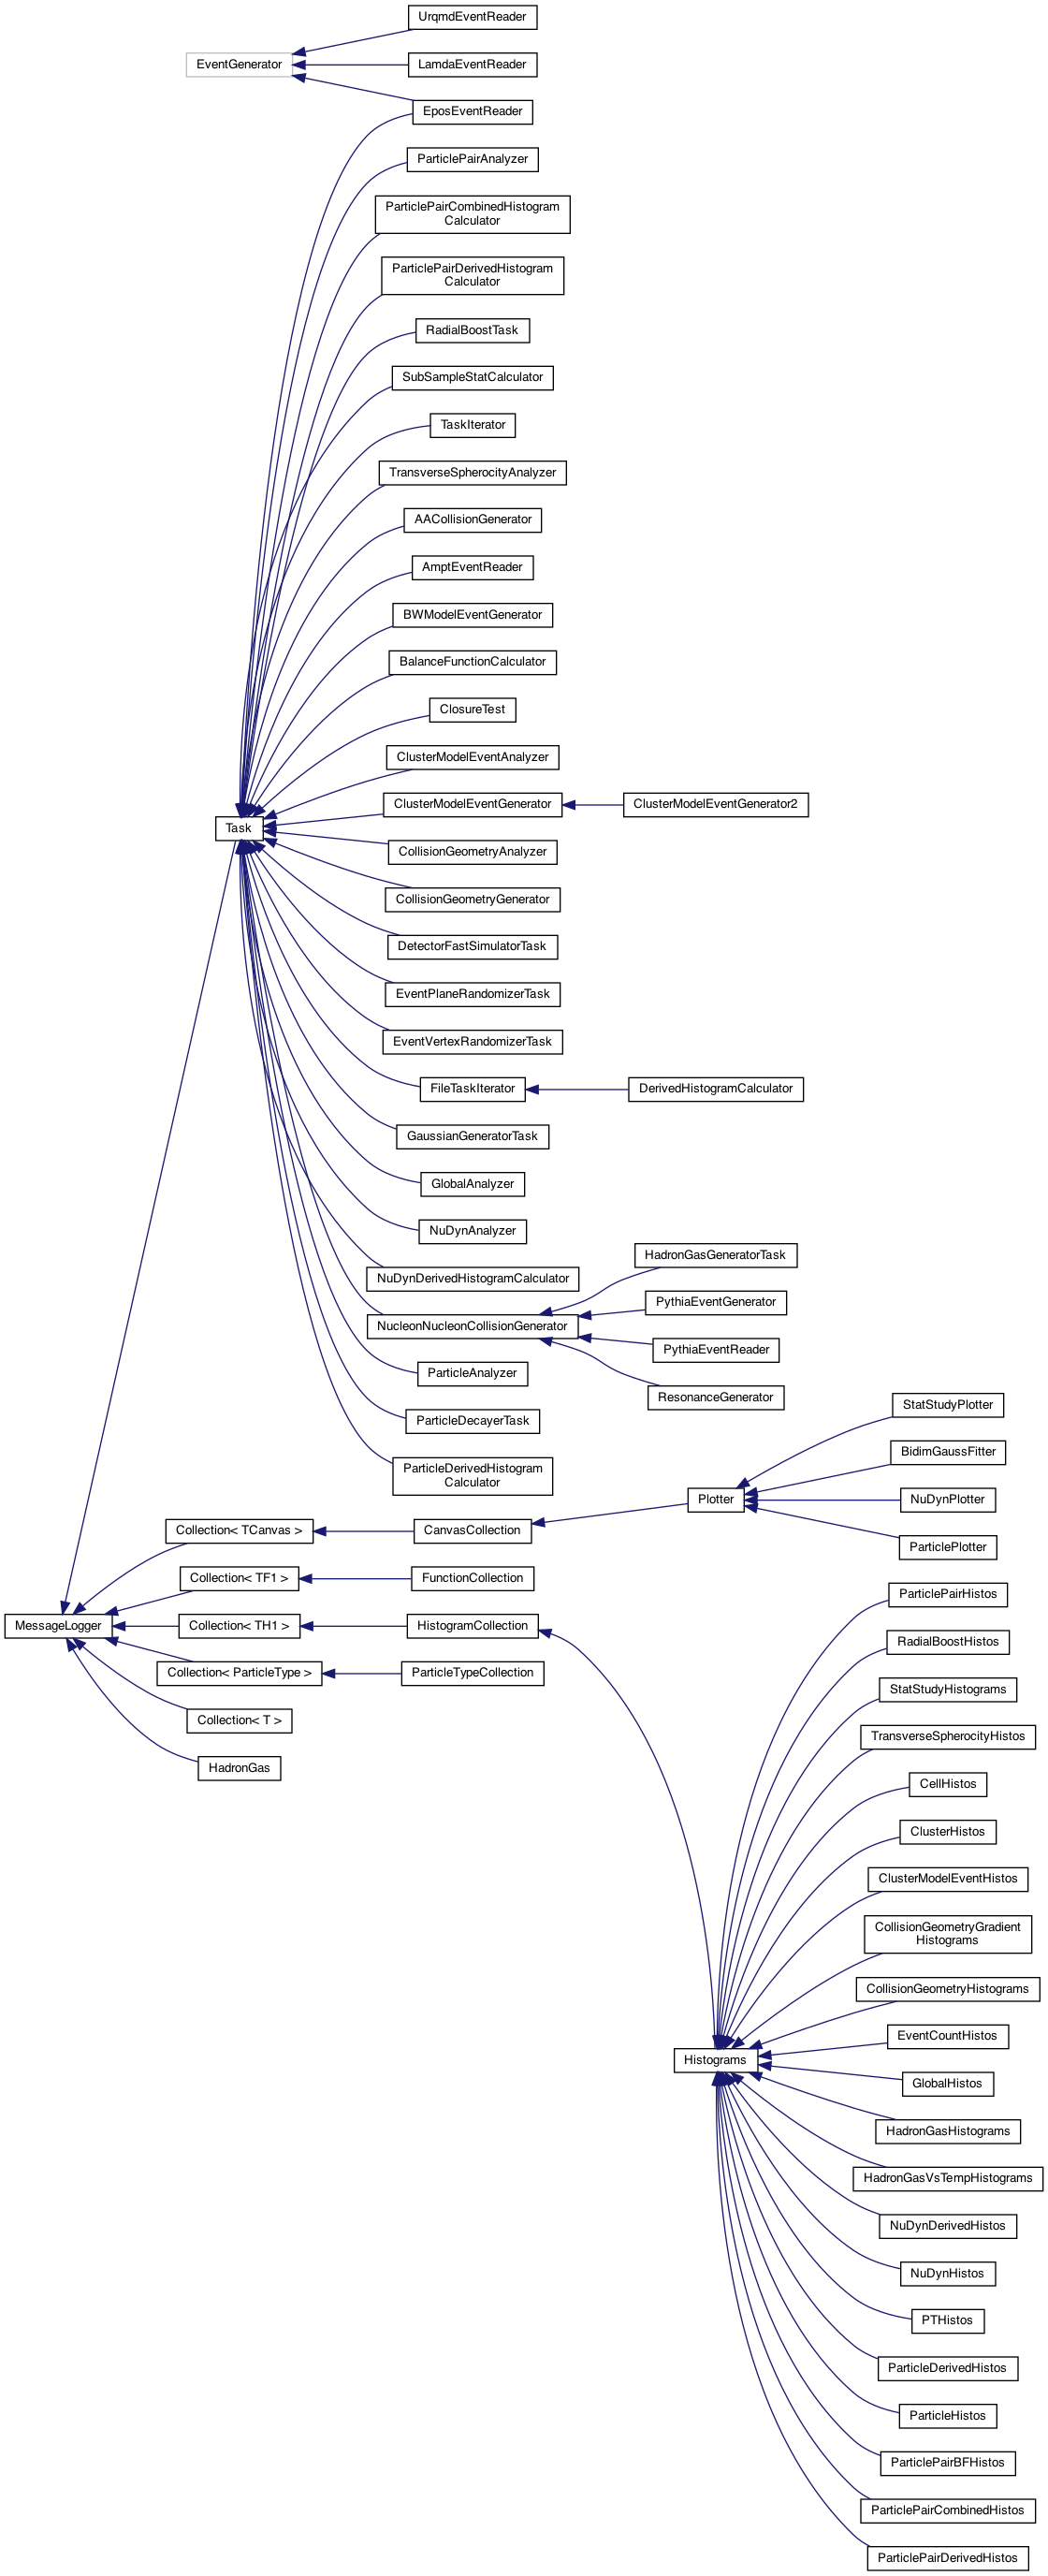 UrqmdEventReader
EventGenerator
LamdaEventReader
EposEventReader
ParticlePairAnalyzer
ParticlePairCombinedHistogram
Calculator
ParticlePairDerivedHistogram
Calculator
RadialBoostTask
SubSampleStatCalculator
TaskIterator
TransverseSpherocityAnalyzer
AACollisionGenerator
AmptEventReader
BWModelEventGenerator
BalanceFunctionCalculator
ClosureTest
ClusterModelEventAnalyzer
ClusterModelEventGenerator
ClusterModelEventGenerator2
Task
CollisionGeometryAnalyzer
CollisionGeometryGenerator
DetectorFastSimulatorTask
EventPlaneRandomizerTask
EventVertexRandomizerTask
FileTaskIterator
DerivedHistogramCalculator
GaussianGeneratorTask
GlobalAnalyzer
NuDynAnalyzer
HadronGasGeneratorTask
NuDynDerivedHistogramCalculator
PythiaEventGenerator
NucleonNucleonCollisionGenerator
PythiaEventReader
ParticleAnalyzer
ResonanceGenerator
StatStudyPlotter
ParticleDecayerTask
BidimGaussFitter
ParticleDerivedHistogram
Calculator
Plotter
NuDynPlotter
Collection< TCanvas >
CanvasCollection
ParticlePlotter
Collection< TF1 >
FunctionCollection
ParticlePairHistos
MessageLogger
Collection< TH1 >
HistogramCollection
RadialBoostHistos
Collection< ParticleType >
ParticleTypeCollection
StatStudyHistograms
Collection< T >
TransverseSpherocityHistos
HadronGas
CellHistos
ClusterHistos
ClusterModelEventHistos
CollisionGeometryGradient
Histograms
CollisionGeometryHistograms
EventCountHistos
Histograms
GlobalHistos
HadronGasHistograms
HadronGasVsTempHistograms
NuDynDerivedHistos
NuDynHistos
PTHistos
ParticleDerivedHistos
ParticleHistos
ParticlePairBFHistos
ParticlePairCombinedHistos
ParticlePairDerivedHistos